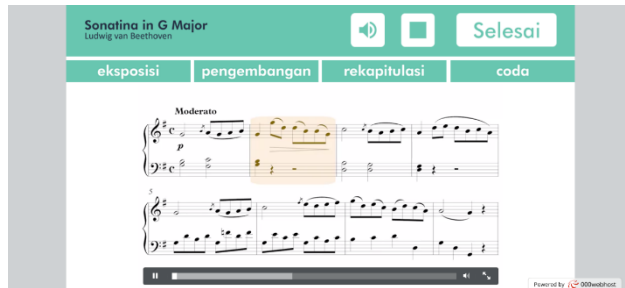 Sonatina in G Major
Ludwig van Beethoven
Selesai
eksposisi pengembangan rekapitulasi coda
Moderato
p
5
Powered by 000webhost